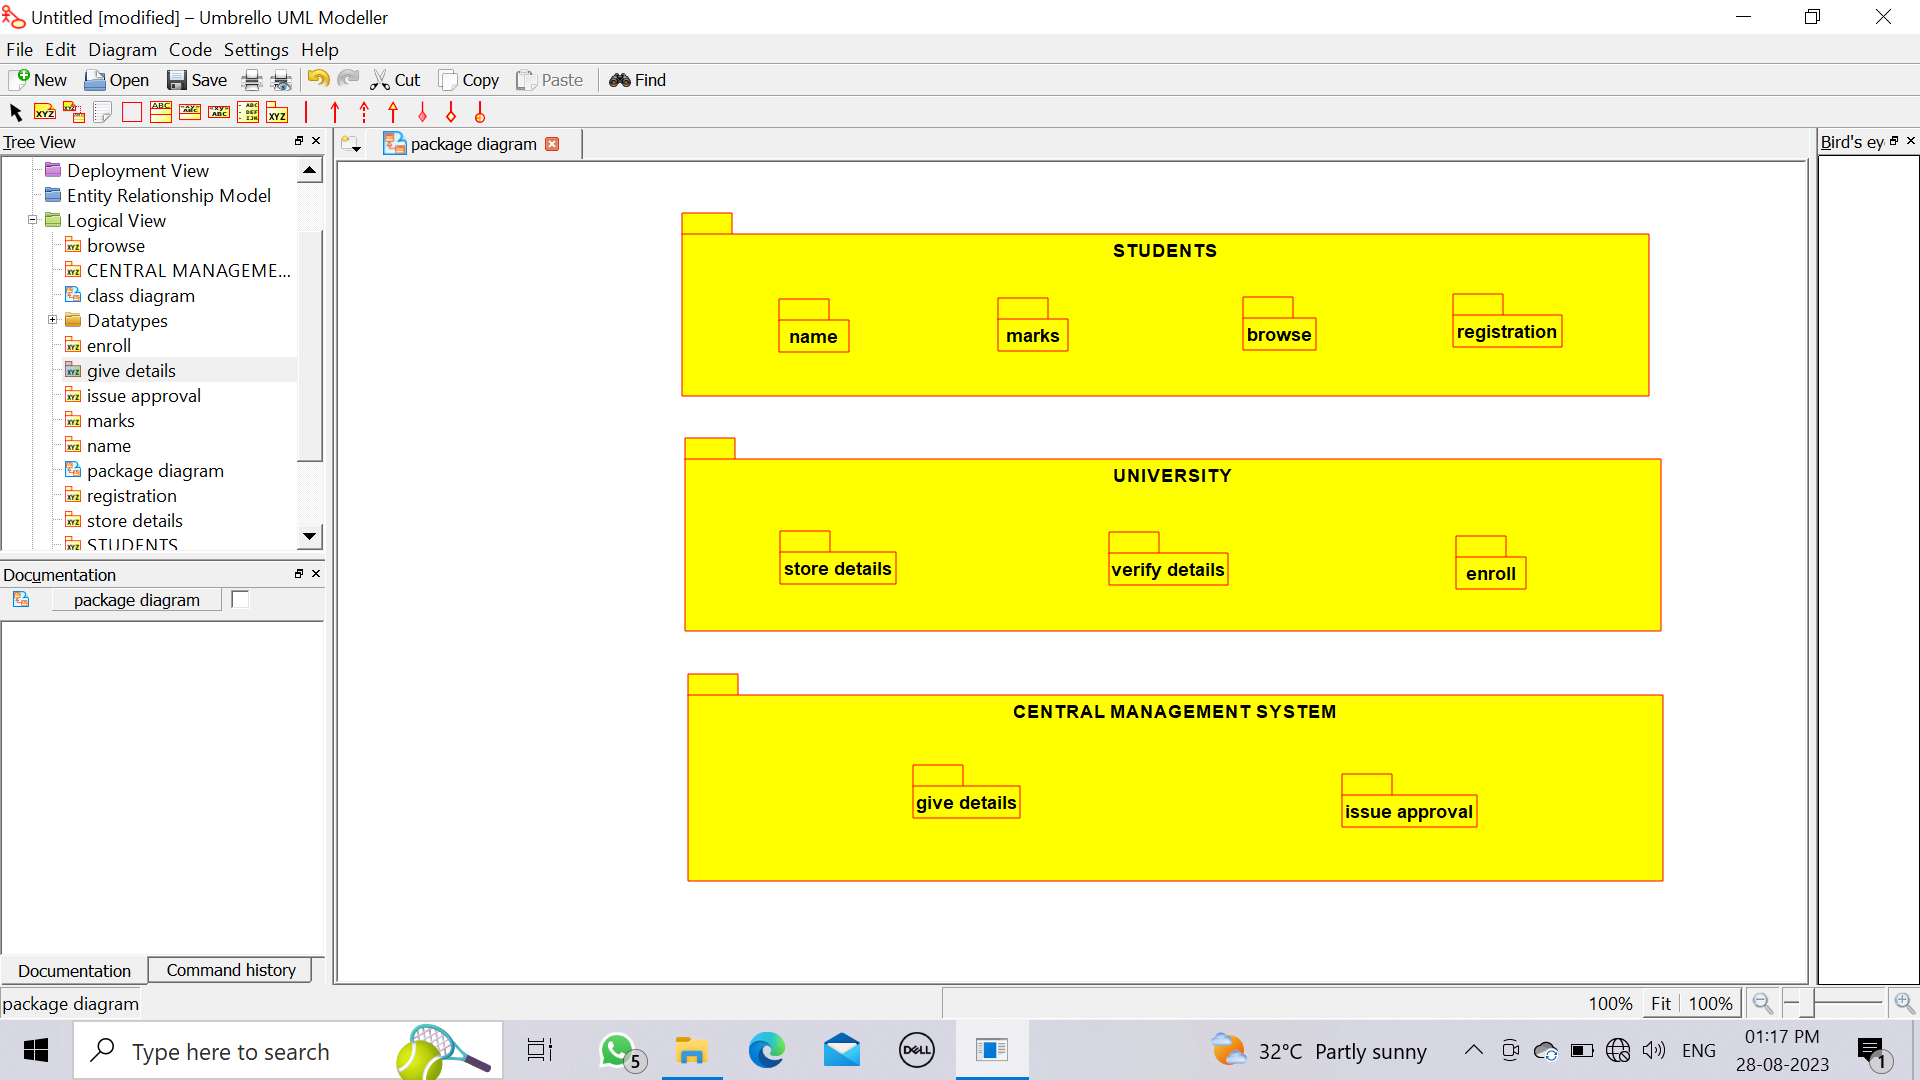 Untitled [modified] – Umbrello UML Modeller
File Edit Diagram Code Settings Help
New Open Save Cut Copy Paste Find
Tree View
package diagram
Bird's ey
Deployment View
Entity Relationship Model
Logical View
browse
CENTRAL MANAGEME...
class diagram
Datatypes
enroll
give details
issue approval
marks
name
package diagram
registration
store details
STUDENTS
Documentation
package diagram
Documentation
Command history
STUDENTS
name
marks
browse
registration
UNIVERSITY
store details
verify details
enroll
CENTRAL MANAGEMENT SYSTEM
give details
issue approval
package diagram
100% Fit 100%
Type here to search
5
DELL
32°C Partly sunny
ENG
01:17 PM
28-08-2023
1